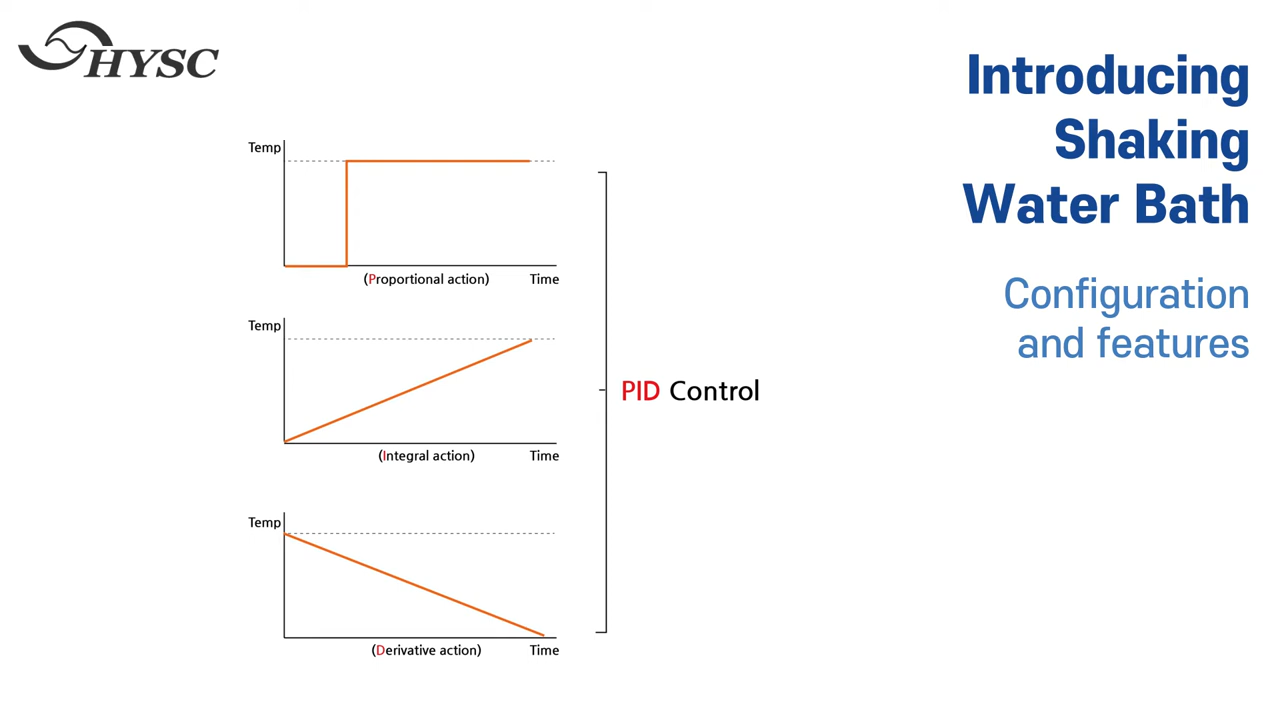 HYSC
Introducing
Shaking
Water Bath
Configuration
and features
Temp
(Proportional action)
Time
Temp
(Integral action)
Time
Temp
(Derivative action)
Time
PID Control